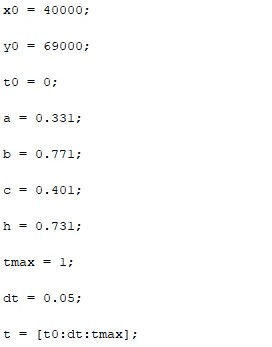 x0 = 40000;
y0 = 69000;
t0 = 0;
a = 0.331;
b = 0.771;
c = 0.401;
h = 0.731;
tmax = 1;
dt = 0.05;
t = [t0:dt:tmax];